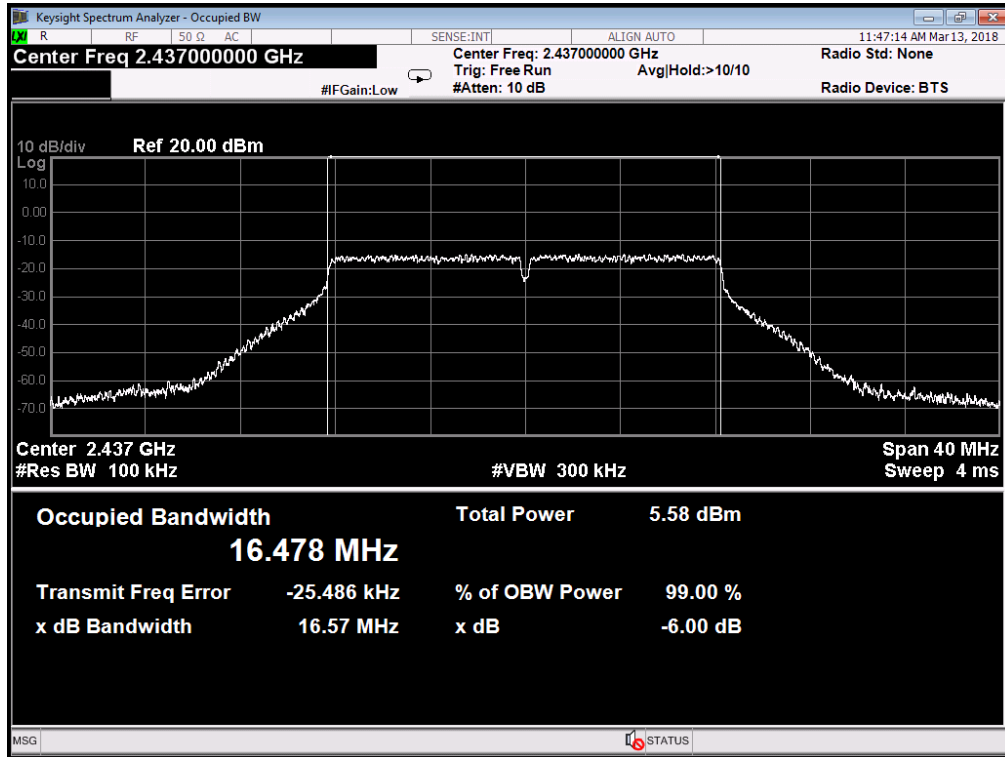 Keysight Spectrum Analyzer - Occupied BW
LXI R RF 50 Ω AC SENSE:INT ALIGN AUTO 11:47:14 AM Mar 13, 2018
Center Freq 2.437000000 GHz Center Freq: 2.437000000 GHz Radio Std: None
Trig: Free Run Avg|Hold:>10/10
#IFGain:Low #Atten: 10 dB Radio Device: BTS
10 dB/div Ref 20.00 dBm
Log
10.0
0.00
-10.0
-20.0
-30.0
-40.0
-50.0
-60.0
-70.0
Center 2.437 GHz Span 40 MHz
#Res BW 100 kHz #VBW 300 kHz Sweep 4 ms
Occupied Bandwidth Total Power 5.58 dBm
16.478 MHz
Transmit Freq Error -25.486 kHz % of OBW Power 99.00 %
x dB Bandwidth 16.57 MHz x dB -6.00 dB
MSG STATUS